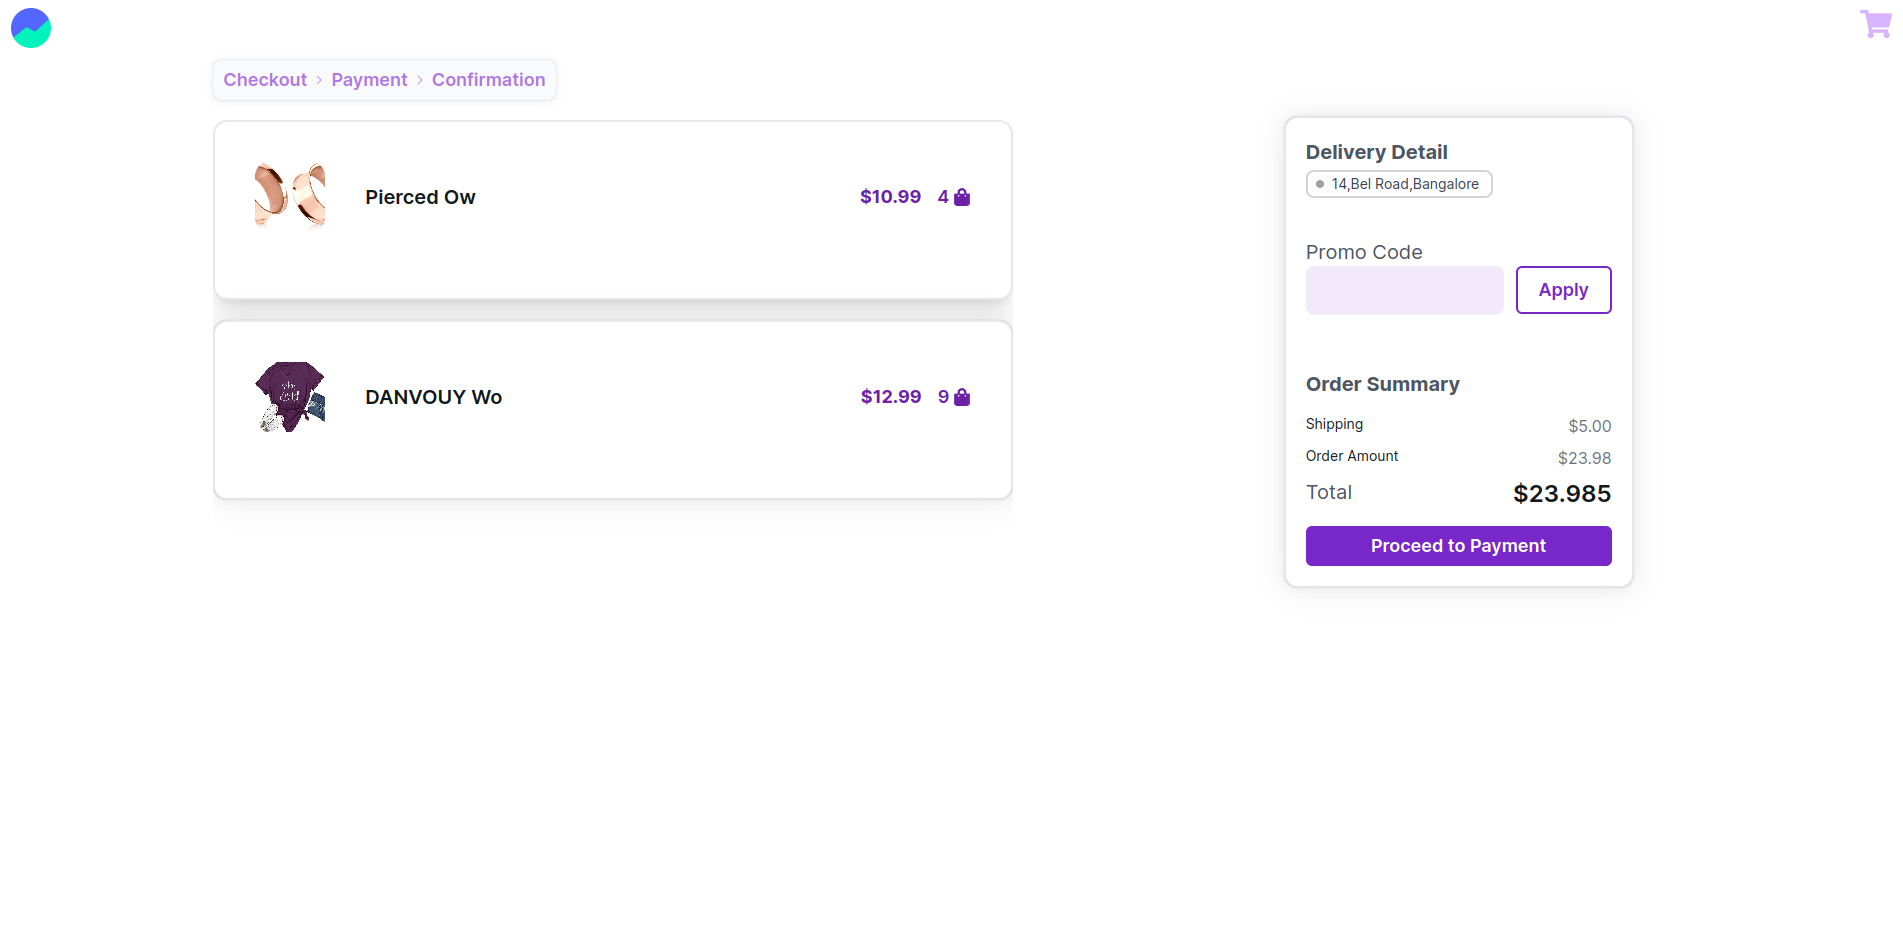 Checkout > Payment > Confirmation
Pierced Ow
$10.99 4
DANVOUY Wo
$12.99 9
Delivery Detail
14,Bel Road,Bangalore
Promo Code
Apply
Order Summary
Shipping $5.00
Order Amount $23.98
Total $23.985
Proceed to Payment